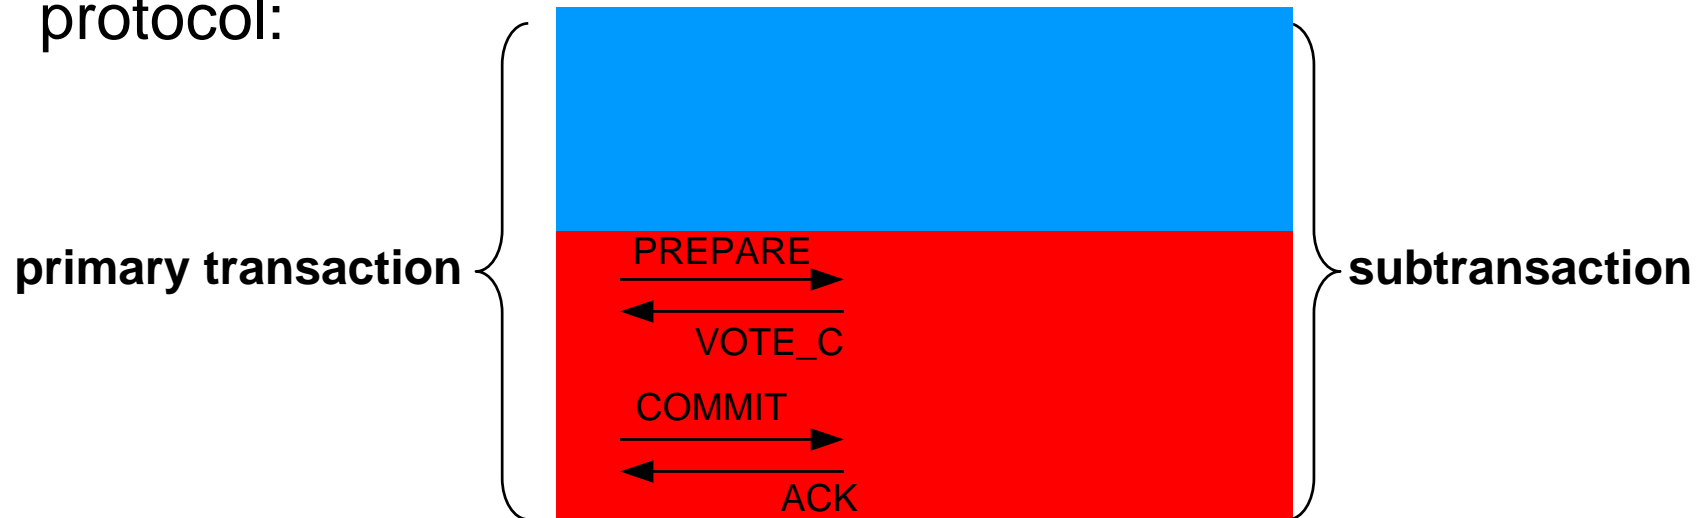 protocol:
PREPARE
primary transaction
subtransaction
VOTE_C
COMMIT
ACK